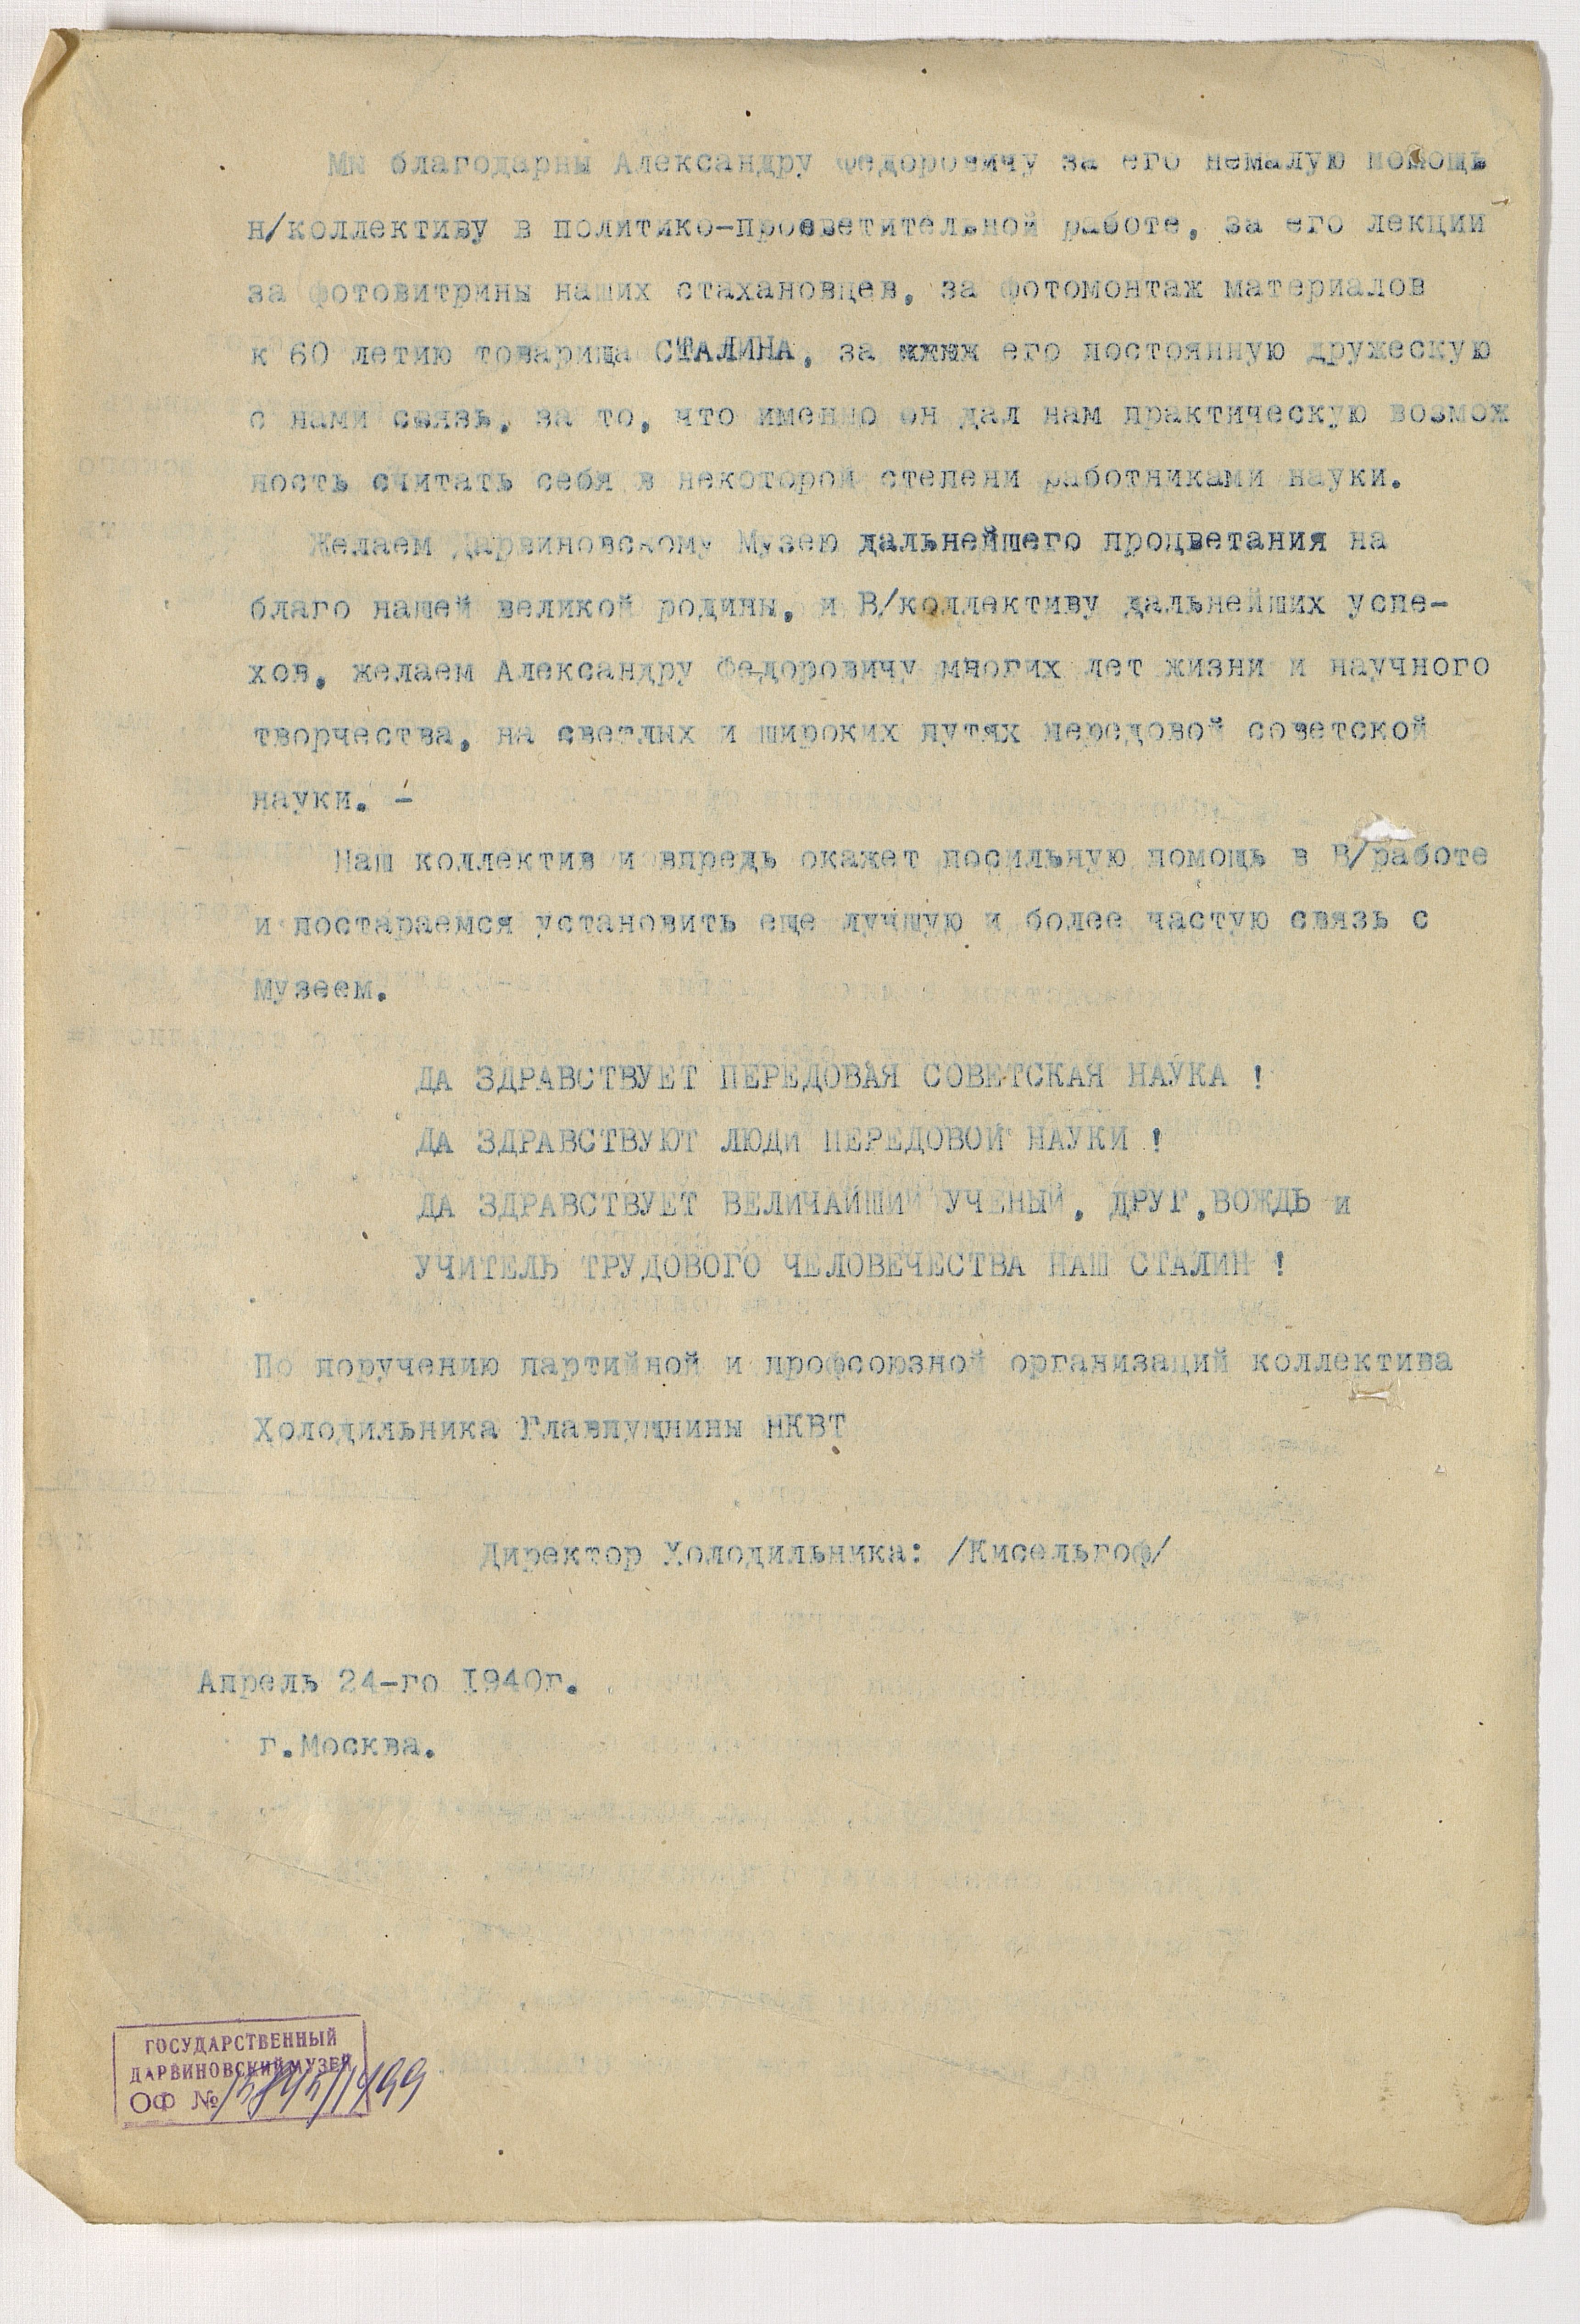 Мы благодарны Александру Федоровичу за его немалую помощь
н/коллективу в политико-просветительной работе, за его лекции
за фотовитрины наших стахановцев, за фотомонтаж материалов
к 60 летию товарища СТАЛИНА, за его постоянную дружескую
с нами связь, за то, что именно он дал нам практическую возмож
ность считать себя в некоторой степени работниками науки.
Желаем Дарвиновскому Музею дальнейшего процветания на
благо нашей великой родины, и В/коллективу дальнейших успе-
хов, желаем Александру Федоровичу многих лет жизни и научного
творчества, на светлых и широких путях передовой советской
науки. -
Наш коллектив и впредь окажет посильную помощь в В/работе
и постараемся установить еще лучшую и более частую связь с
Музеем.
ДА ЗДРАВСТВУЕТ ПЕРЕДОВАЯ СОВЕТСКАЯ НАУКА !
ДА ЗДРАВСТВУЮТ ЛЮДИ ПЕРЕДОВОЙ НАУКИ !
ДА ЗДРАВСТВУЕТ ВЕЛИЧАЙШИЙ УЧЕНЫЙ, ДРУГ,ВОЖДЬ и
УЧИТЕЛЬ ТРУДОВОГО ЧЕЛОВЕЧЕСТВА НАШ СТАЛИН !
По поручению партийной и профсоюзной организаций коллектива
Холодильника Главпушнины НКВТ
Директор Холодильника: /Кисельгоф/
Апрель 24-го 1940г.
г.Москва.
ГОСУДАРСТВЕННЫЙ
ДАРВИНОВСКИЙ МУЗЕЙ
ОФ №